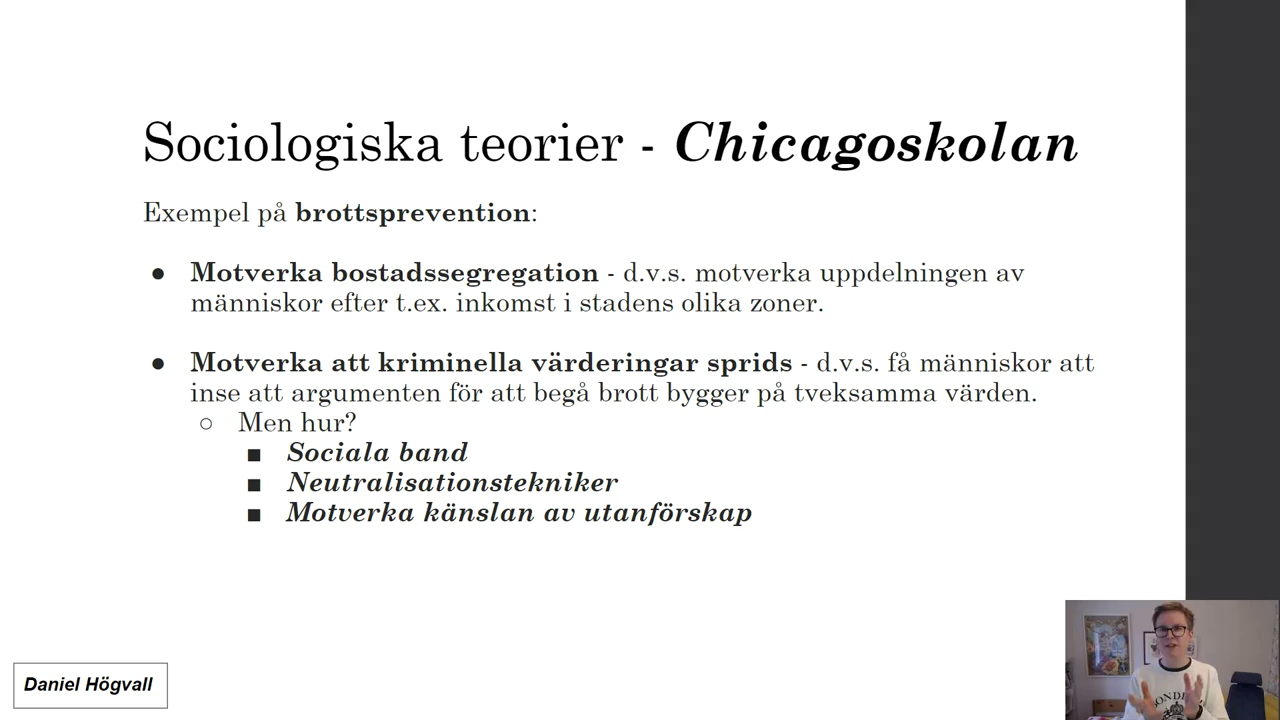 Sociologiska teorier - Chicagoskolan
Exempel på brottsprevention:
● Motverka bostadssegregation - d.v.s. motverka uppdelningen av
människor efter t.ex. inkomst i stadens olika zoner.
● Motverka att kriminella värderingar sprids - d.v.s. få människor att
inse att argumenten för att begå brott bygger på tveksamma värden.
○ Men hur?
■ Sociala band
■ Neutralisationstekniker
■ Motverka känslan av utanförskap
Daniel Högvall